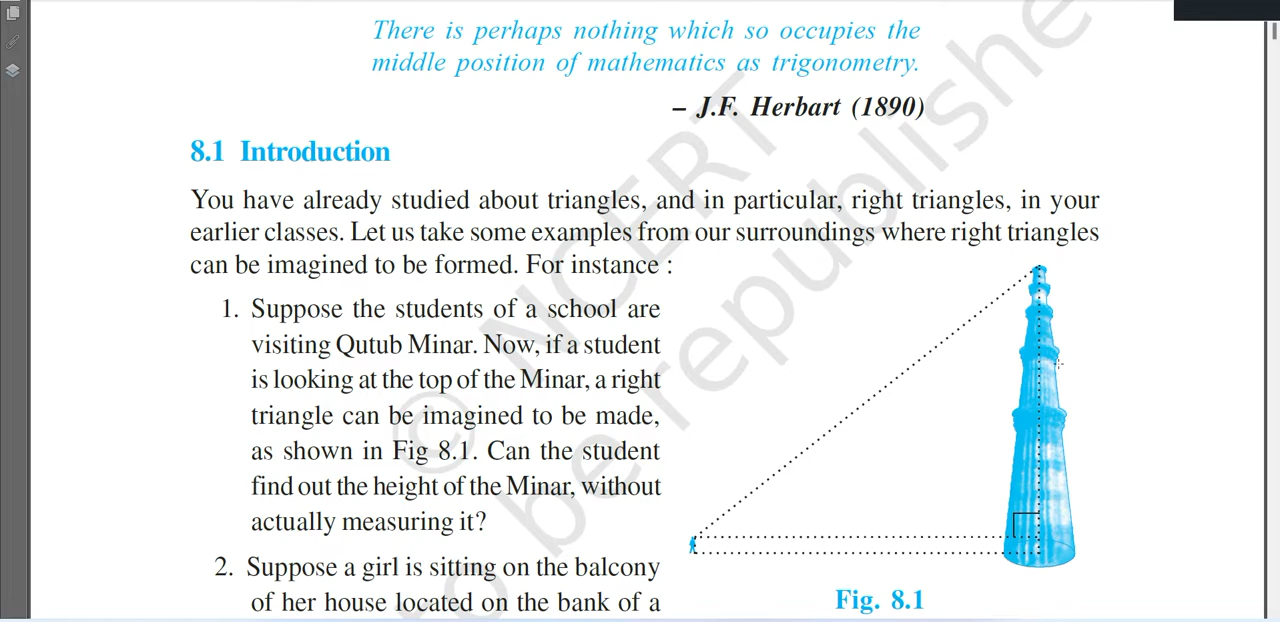 There is perhaps nothing which so occupies the
middle position of mathematics as trigonometry.
– J.F. Herbart (1890)
8.1 Introduction
You have already studied about triangles, and in particular, right triangles, in your
earlier classes. Let us take some examples from our surroundings where right triangles
can be imagined to be formed. For instance :
1. Suppose the students of a school are
visiting Qutub Minar. Now, if a student
is looking at the top of the Minar, a right
triangle can be imagined to be made,
as shown in Fig 8.1. Can the student
find out the height of the Minar, without
actually measuring it?
2. Suppose a girl is sitting on the balcony
of her house located on the bank of a
Fig. 8.1
© NCERT
to be republishe